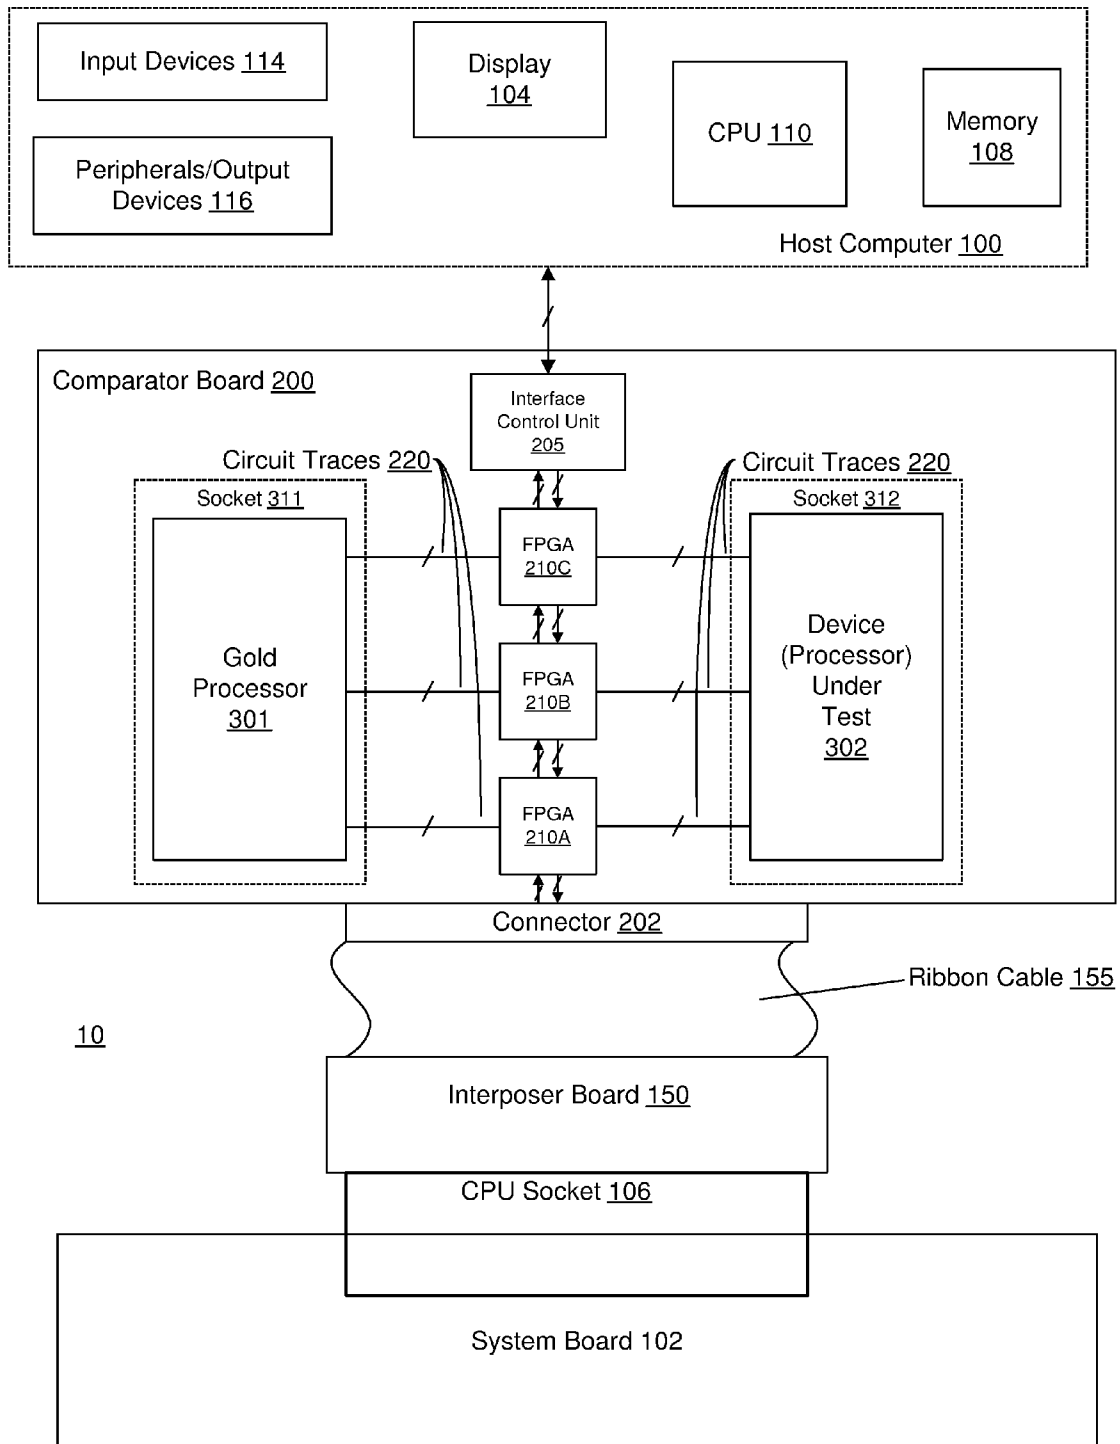 Input Devices 114
Display
104
CPU 110
Memory
108
Peripherals/Output
Devices 116
Host Computer 100
Comparator Board 200
Interface
Control Unit
205
Circuit Traces 220
Circuit Traces 220
Socket 311
Socket 312
FPGA
210C
Gold
Processor
301
FPGA
210B
Device
(Processor)
Under
Test
302
FPGA
210A
Connector 202
Ribbon Cable 155
10
Interposer Board 150
CPU Socket 106
System Board 102